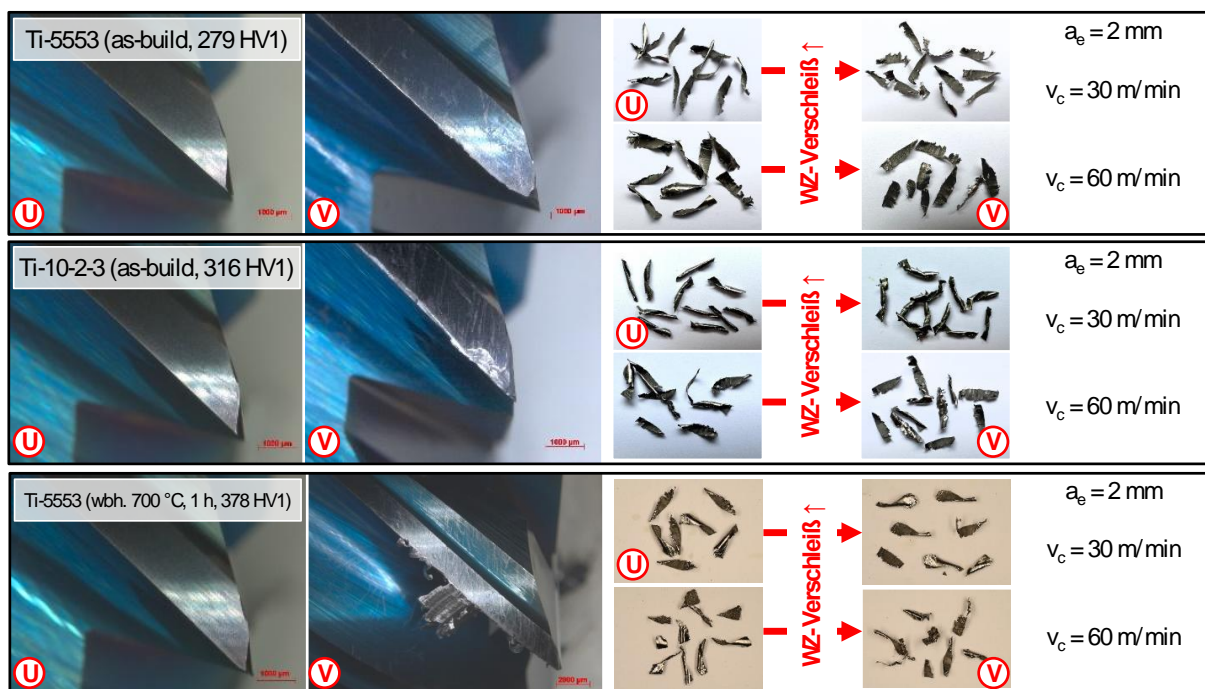 Ti-5553 (as-build, 279 HV1)
U
1000 µm
V
1000 µm
U
WZ-Verschleiß ↑
V
a_e = 2 mm
v_c = 30 m/min
v_c = 60 m/min
Ti-10-2-3 (as-build, 316 HV1)
U
1000 µm
V
1000 µm
U
WZ-Verschleiß ↑
V
a_e = 2 mm
v_c = 30 m/min
v_c = 60 m/min
Ti-5553 (wbh. 700 °C, 1 h, 378 HV1)
U
1000 µm
V
2000 µm
U
WZ-Verschleiß ↑
V
a_e = 2 mm
v_c = 30 m/min
v_c = 60 m/min